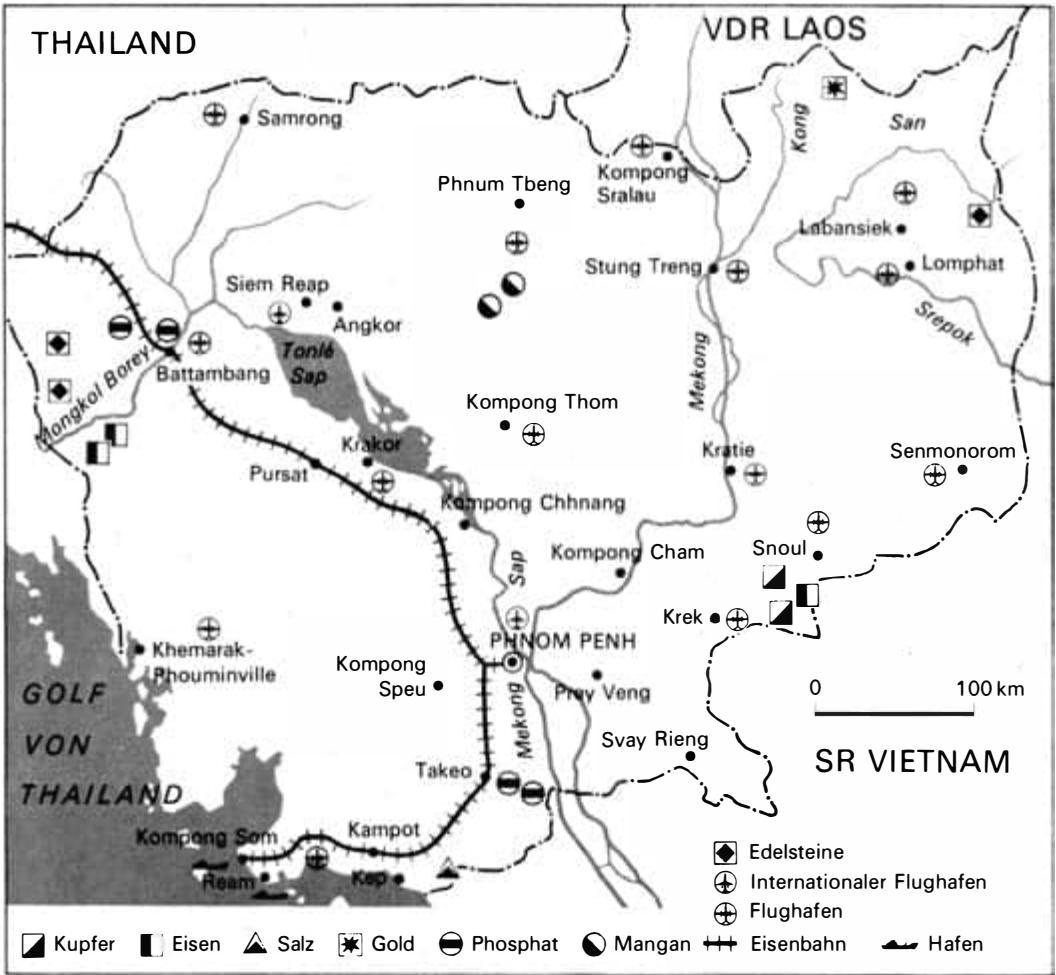 THAILAND
VDR LAOS
Samrong
Kong
San
Kompong
Sralau
Phnum Tbeng
Labansiek
Stung Treng
Lomphat
Siem Reap
Angkor
Srepok
Tonlé
Sap
Mongkol Borey
Battambang
Mekong
Kompong Thom
Krakor
Pursat
Kratie
Senmonorom
Kompong Chhnang
Sap
Kompong Cham
Snoul
Krek
PHNOM PENH
Khemarak-
Phouminville
Kompong
Speu
Prey Veng
0 100 km
GOLF
VON
THAILAND
Mekong
Svay Rieng
SR VIETNAM
Takeo
Kompong Som
Kampot
Ream
Kep
Edelsteine
Internationaler Flughafen
Flughafen
Kupfer Eisen Salz Gold Phosphat Mangan Eisenbahn Hafen